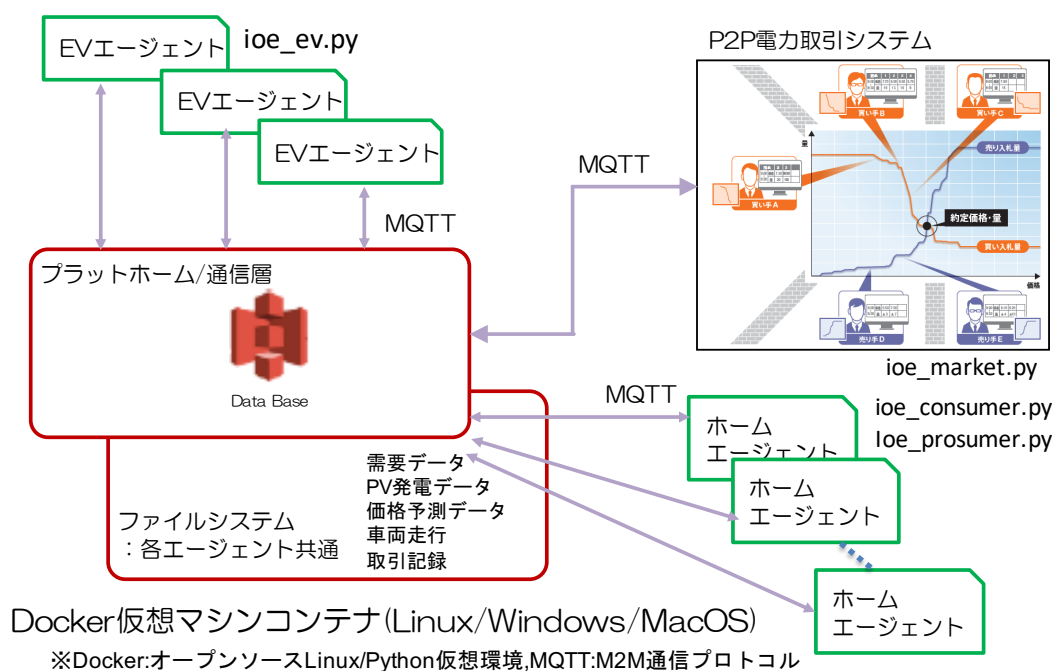 EVエージェント
ioe_ev.py
EVエージェント
EVエージェント
MQTT
P2P電力取引システム
買い手B
買い手C
買い手A
量
売り入札量
約定価格・量
買い入札量
価格
売り手D
売り手E
MQTT
ioe_market.py
プラットホーム/通信層
Data Base
MQTT
ioe_consumer.py
Ioe_prosumer.py
ホーム
エージェント
ホーム
エージェント
ホーム
エージェント
需要データ
PV発電データ
価格予測データ
車両走行
取引記録
ファイルシステム
:各エージェント共通
Docker仮想マシンコンテナ(Linux/Windows/MacOS)
※Docker:オープンソースLinux/Python仮想環境,MQTT:M2M通信プロトコル